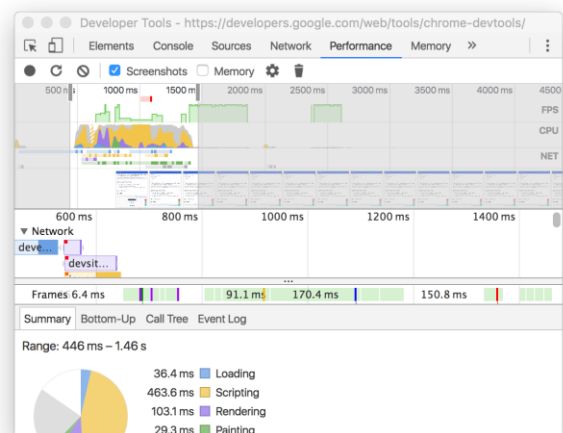 Developer Tools - https://developers.google.com/web/tools/chrome-devtools/
Elements Console Sources Network Performance Memory »
Screenshots Memory
500 1000 ms 1500 m 2000 ms 2500 ms 3000 ms 3500 ms 4000 ms 4500
FPS
CPU
NET
600 ms 800 ms 1000 ms 1200 ms 1400 ms
▼ Network
deve...
devsit...
...
Frames 6.4 ms 91.1 ms 170.4 ms 150.8 ms
Summary Bottom-Up Call Tree Event Log
Range: 446 ms – 1.46 s
36.4 ms Loading
463.6 ms Scripting
103.1 ms Rendering
29.3 ms Painting